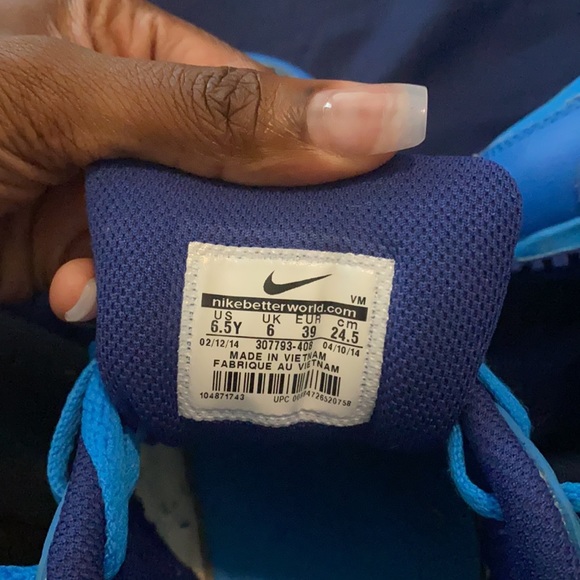 VM
nikebetterworld.com
US UK EUR cm
6.5Y 6 39 24.5
02/12/14 307793-408 04/10/14
MADE IN VIETNAM
FABRIQUE AU VIETNAM
104871743 UPC